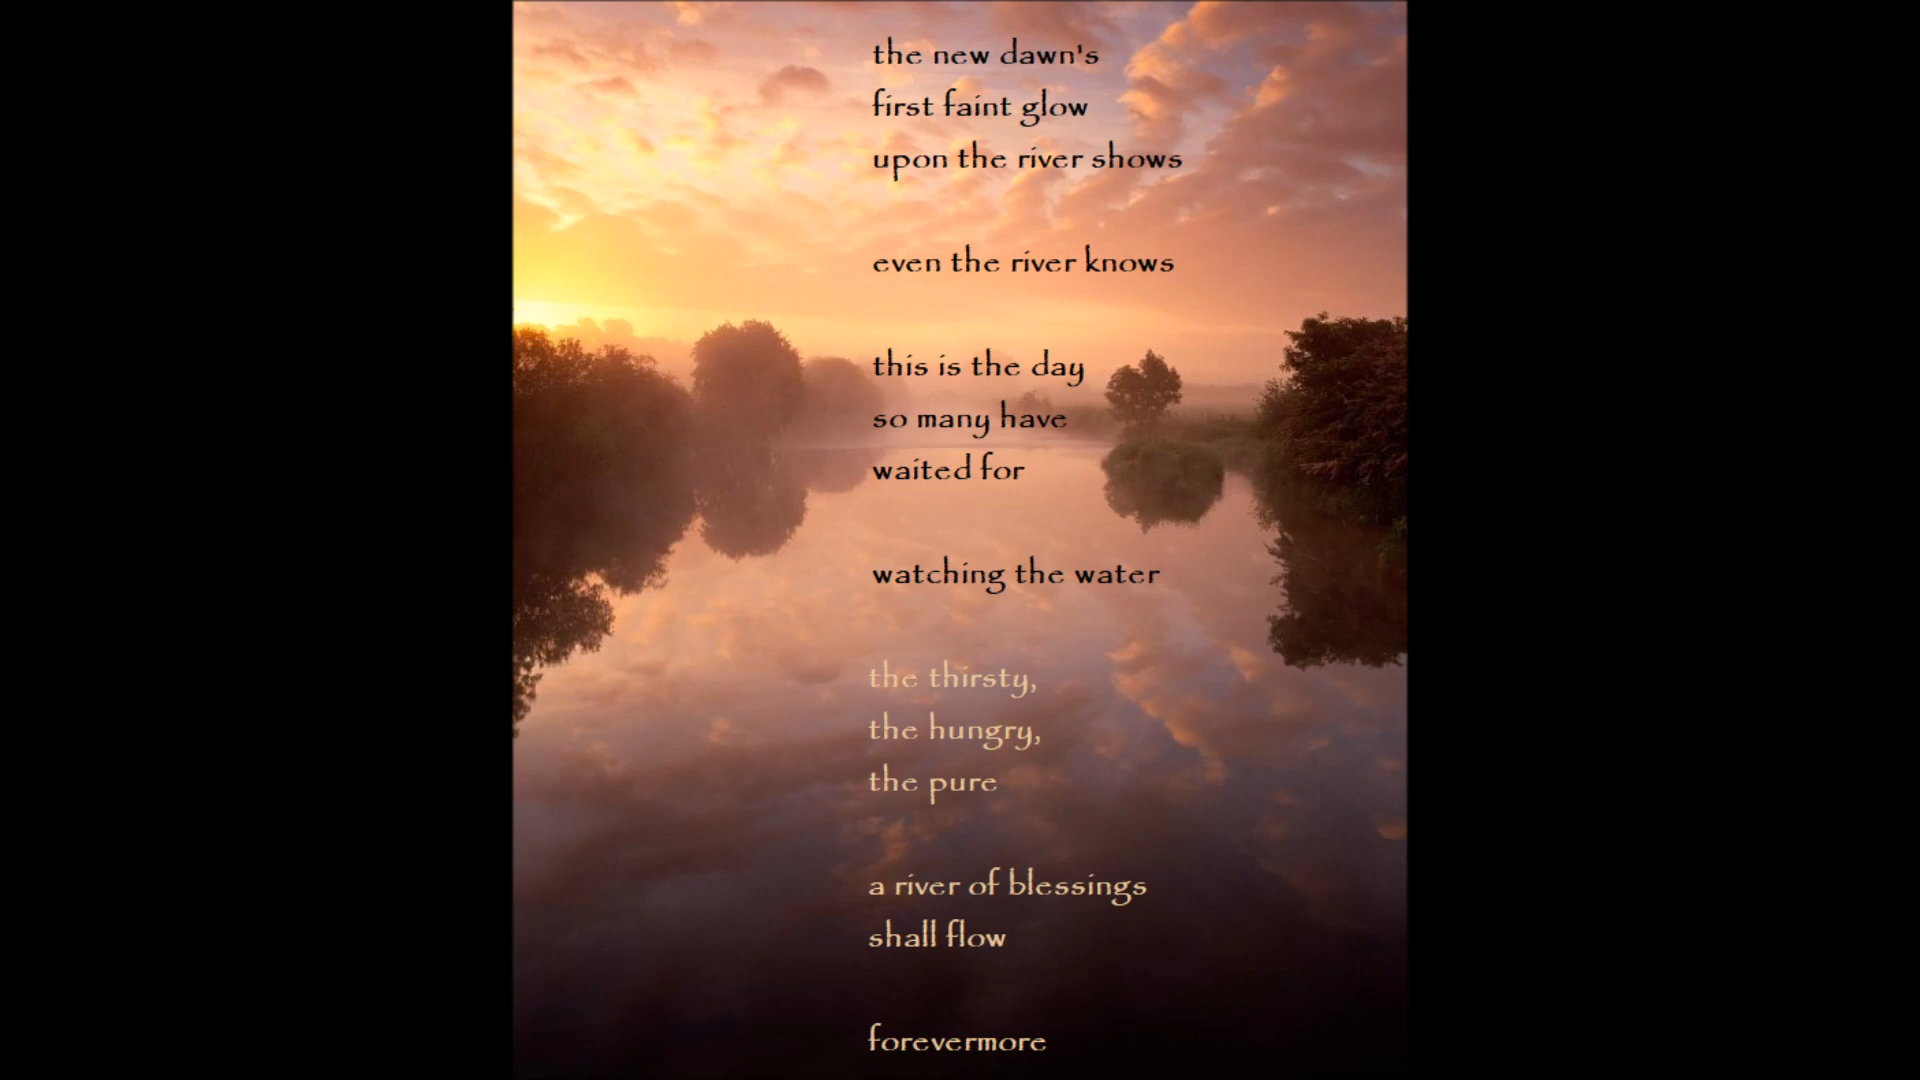 the new dawn's
first faint glow
upon the river shows
even the river knows
this is the day
so many have
waited for
watching the water
the thirsty,
the hungry,
the pure
a river of blessings
shall flow
forevermore